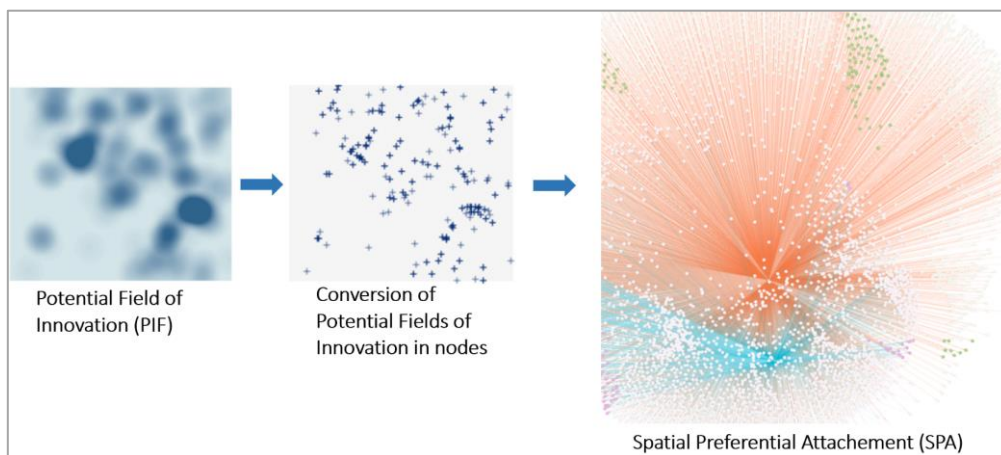 Potential Field of
Innovation (PIF)
Conversion of
Potential Fields of
Innovation in nodes
Spatial Preferential Attachement (SPA)